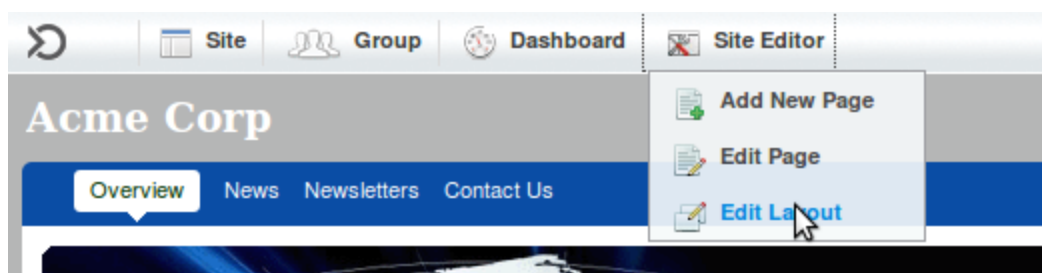 Site Group Dashboard Site Editor
Add New Page
Acme Corp
Edit Page
Overview News Newsletters Contact Us
Edit Layout